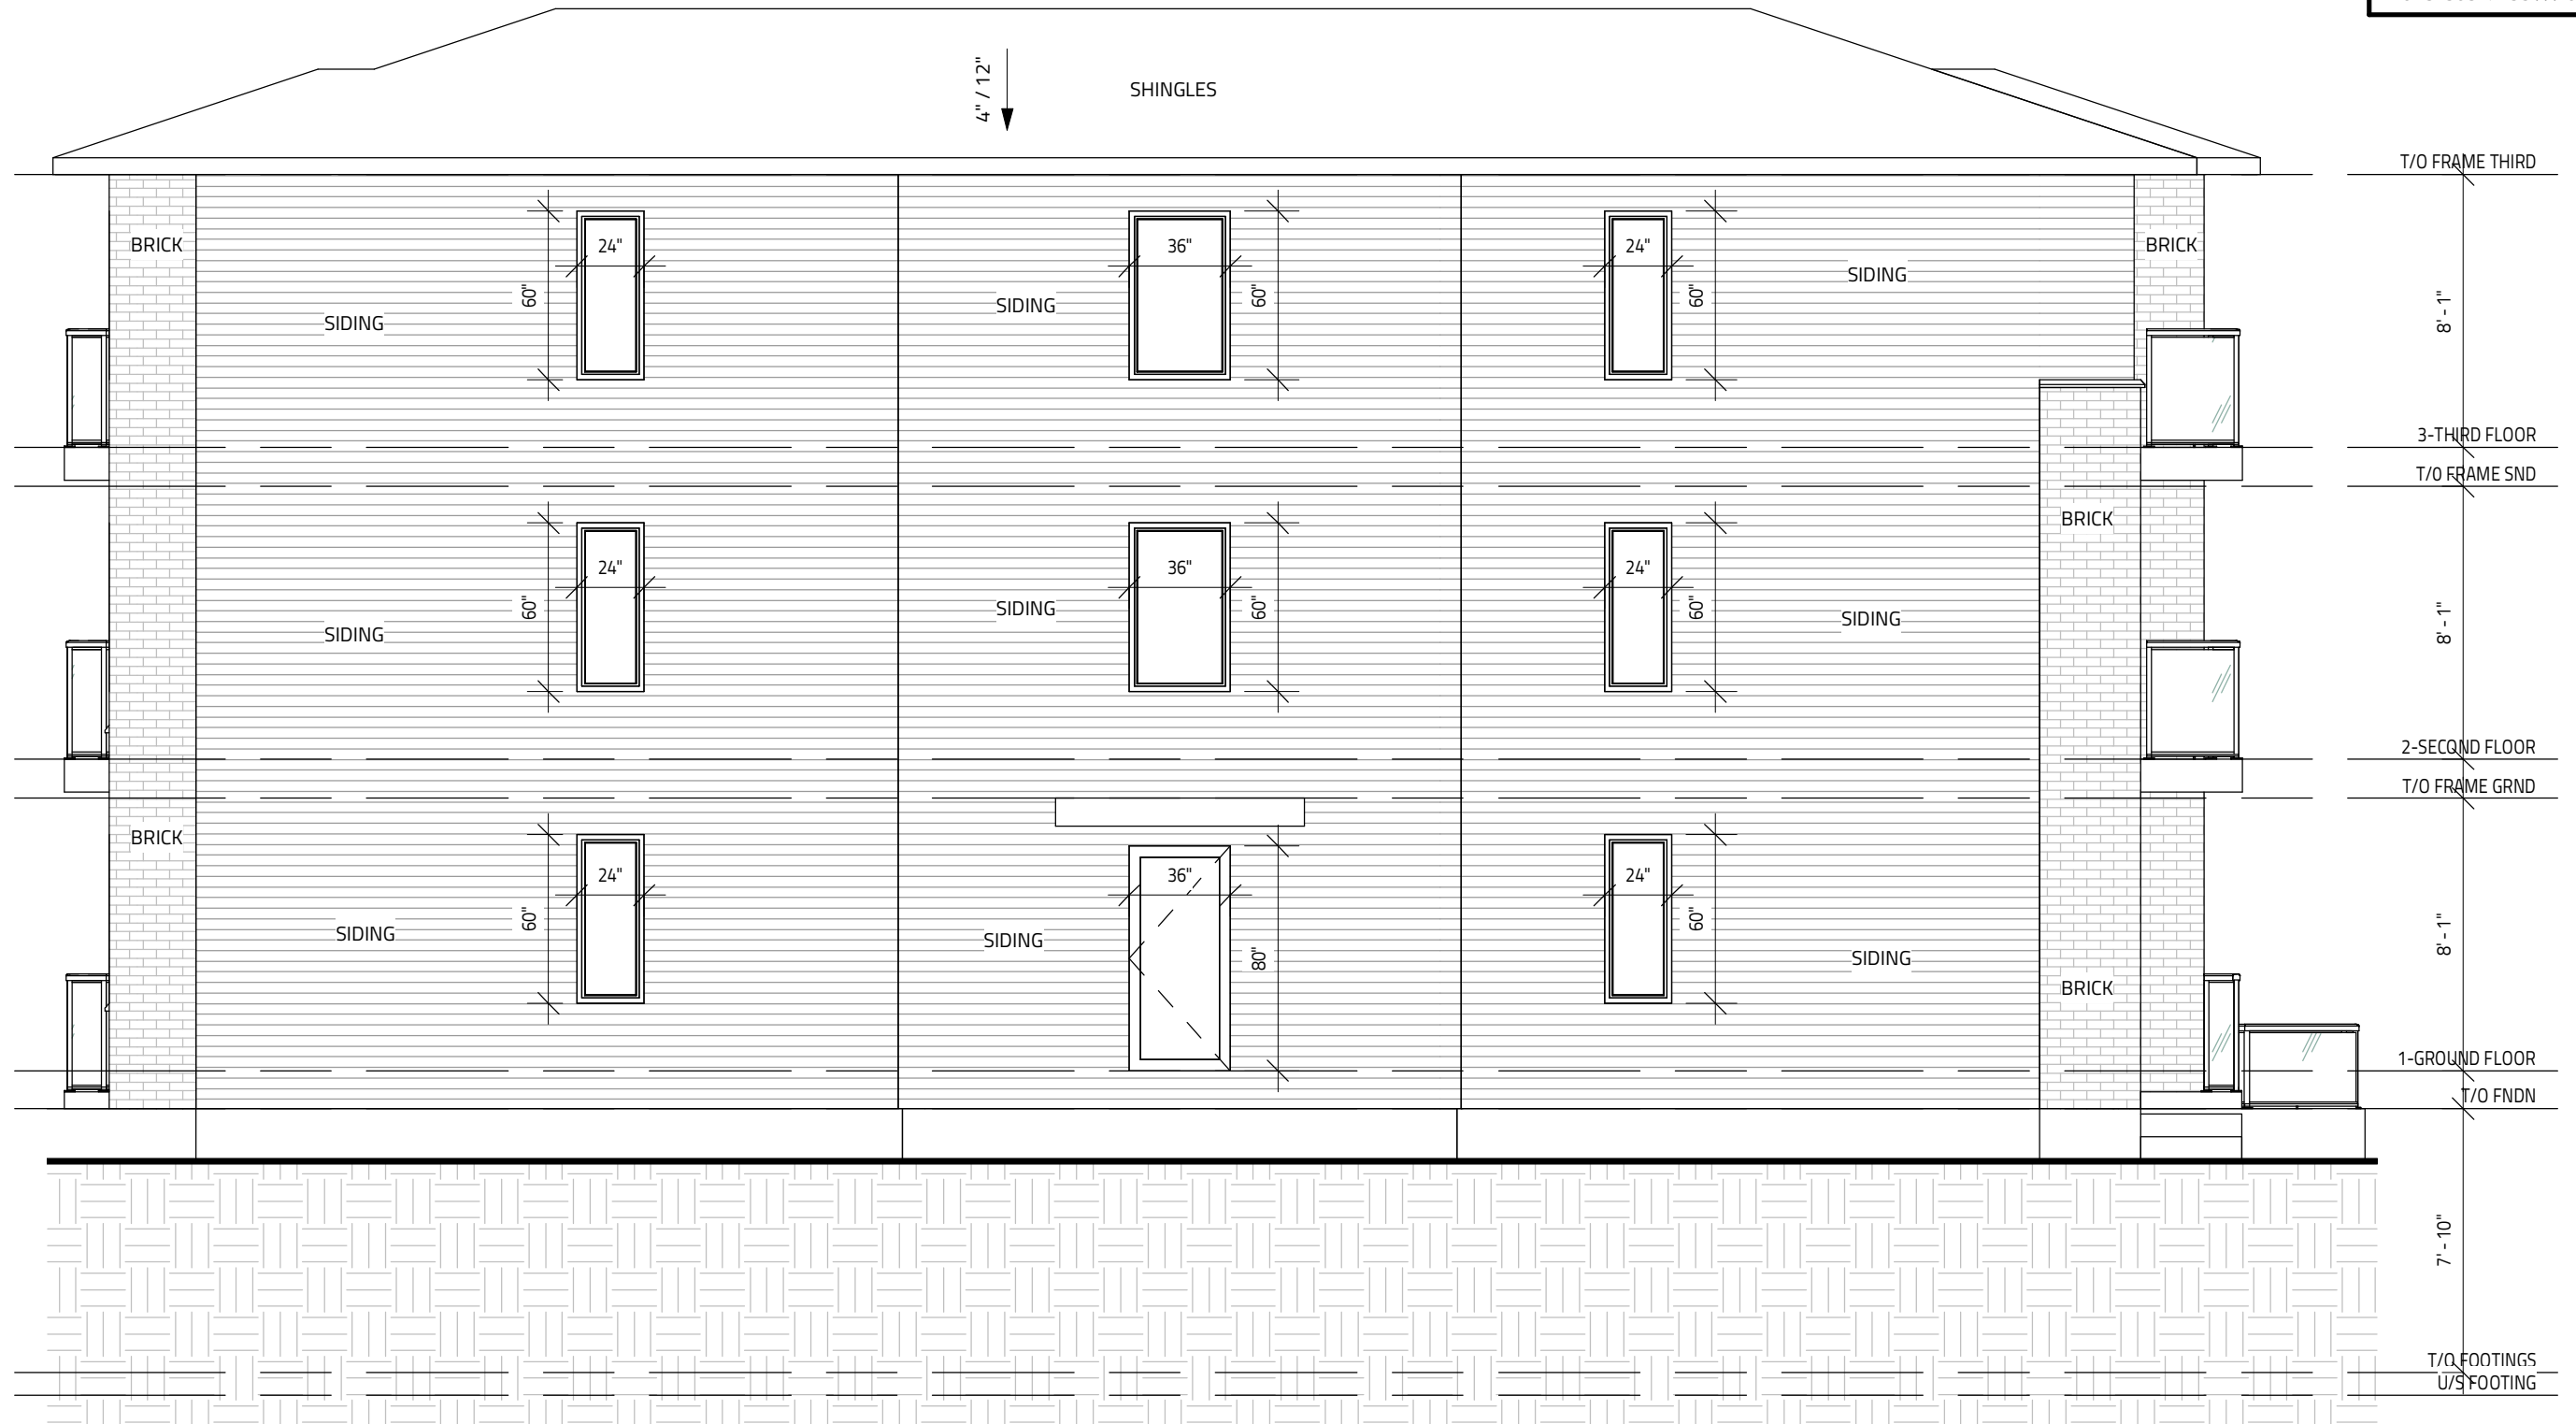 4" / 12"
SHINGLES
T/O FRAME THIRD
BRICK
24"
36"
24"
BRICK
SIDING
60"
SIDING
60"
60"
SIDING
8' - 1"
3-THIRD FLOOR
T/O FRAME SND
BRICK
24"
36"
24"
60"
SIDING
60"
60"
SIDING
SIDING
8' - 1"
2-SECOND FLOOR
T/O FRAME GRND
BRICK
24"
36"
24"
60"
60"
SIDING
SIDING
80"
SIDING
8' - 1"
BRICK
1-GROUND FLOOR
T/O FNDN
7' - 10"
T/O FOOTINGS
U/S FOOTING